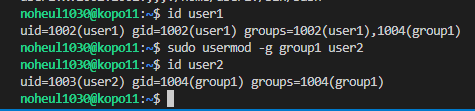 noheul1030@kopo11:~$ id user1
uid=1002(user1) gid=1002(user1) groups=1002(user1),1004(group1)
noheul1030@kopo11:~$ sudo usermod -g group1 user2
noheul1030@kopo11:~$ id user2
uid=1003(user2) gid=1004(group1) groups=1004(group1)
noheul1030@kopo11:~$